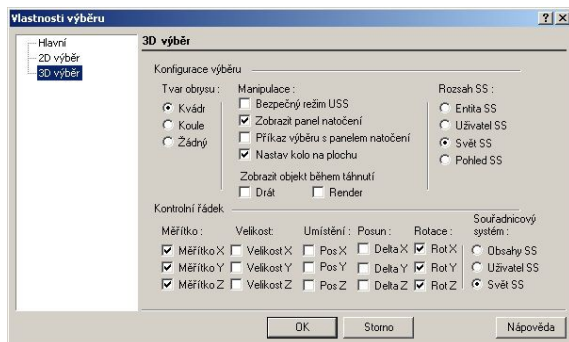 Vlastnosti výběru
Hlavní
2D výběr
3D výběr
3D výběr
Konfigurace výběru
Tvar obrysu :
Kvádr
Koule
Žádný
Manipulace :
Bezpečný režim USS
Zobrazit panel natočení
Příkaz výběru s panelem natočení
Nastav kolo na plochu
Zobrazit objekt během táhnutí
Drát Render
Rozsah SS :
Entita SS
Uživatel SS
Svět SS
Pohled SS
Kontrolní řádek
Měřítko : Velikost: Umístění : Posun : Rotace :
Měřítko X Velikost X Pos X Delta X Rot X
Měřítko Y Velikost Y Pos Y Delta Y Rot Y
Měřítko Z Velikost Z Pos Z Delta Z Rot Z
Souřadnicový
systém :
Obsahy SS
Uživatel SS
Svět SS
OK Storno Nápověda